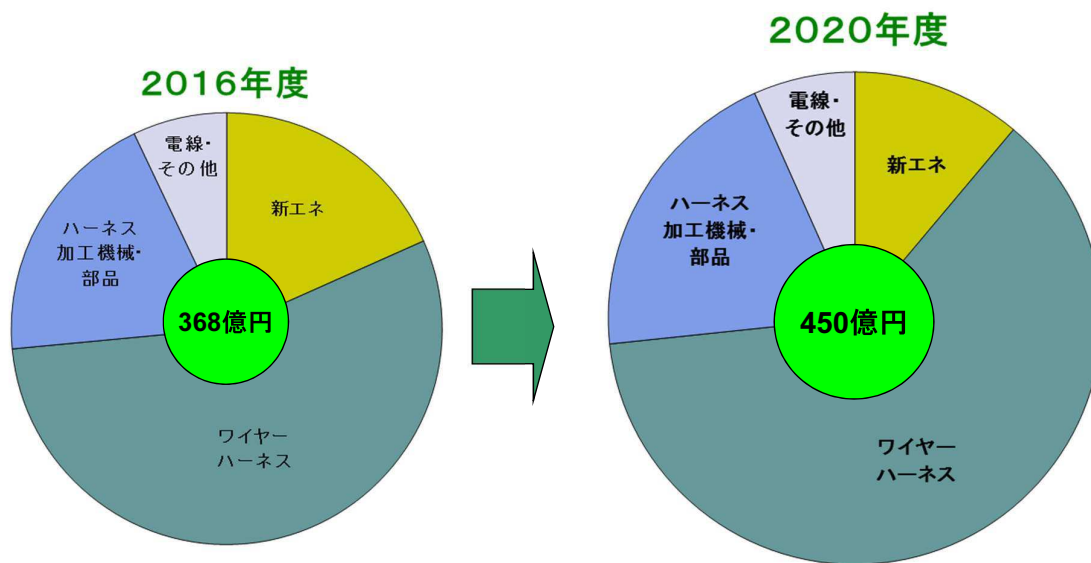 2016年度
電線・
その他
新エネ
ハーネス
加工機械・
部品
368億円
ワイヤー
ハーネス
2020年度
電線・
その他
新エネ
ハーネス
加工機械・
部品
450億円
ワイヤー
ハーネス